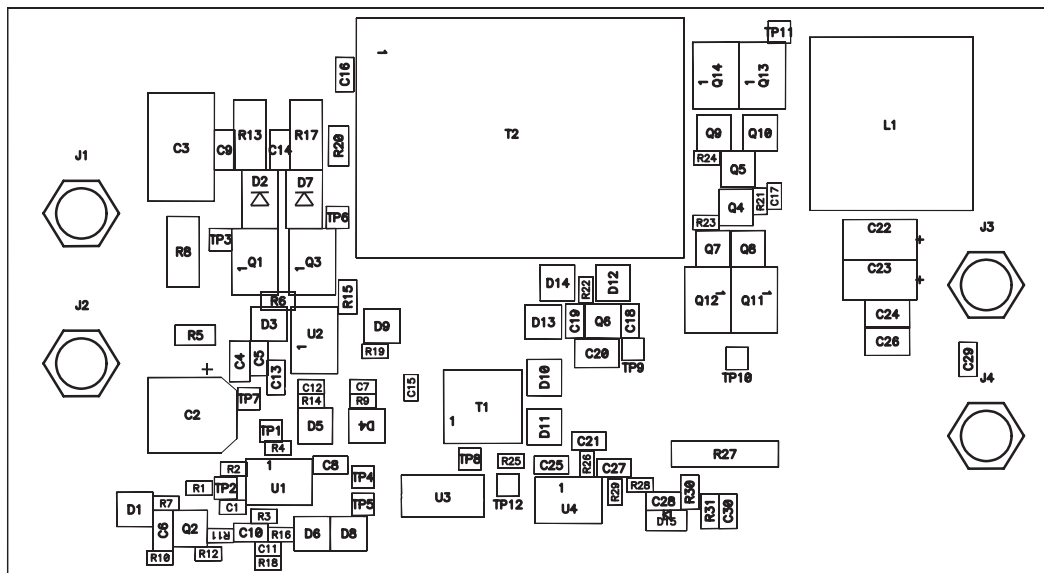 TP11
Q14
Q13
1
1
1
C16
T2
L1
C3
C9
R13
C14
R17
R20
Q9
Q10
J1
R24
Q5
D2
D7
R21
C17
Q4
TP6
R23
C22
+
J3
R8
TP3
Q1
1
Q3
1
Q7
Q8
C23
+
D14
R22
D12
R6
R15
Q12
1
Q11
1
J2
D3
U2
D9
D13
C19
Q6
C18
C24
R5
R19
C20
TP9
C26
C4
C5
C13
TP10
C29
+
C12
C7
C15
D10
J4
TP7
R14
R9
T1
C2
D5
D4
1
D11
TP1
R4
C21
R27
1
R2
C8
TP8
R25
C25
R26
C27
R1
TP2
U1
TP4
U3
TP12
1
R29
R28
R30
D1
R7
C1
TP5
U4
C28
R31
C30
C6
Q2
R3
D15
R11
C10
R16
D6
D8
R10
R12
C11
R18